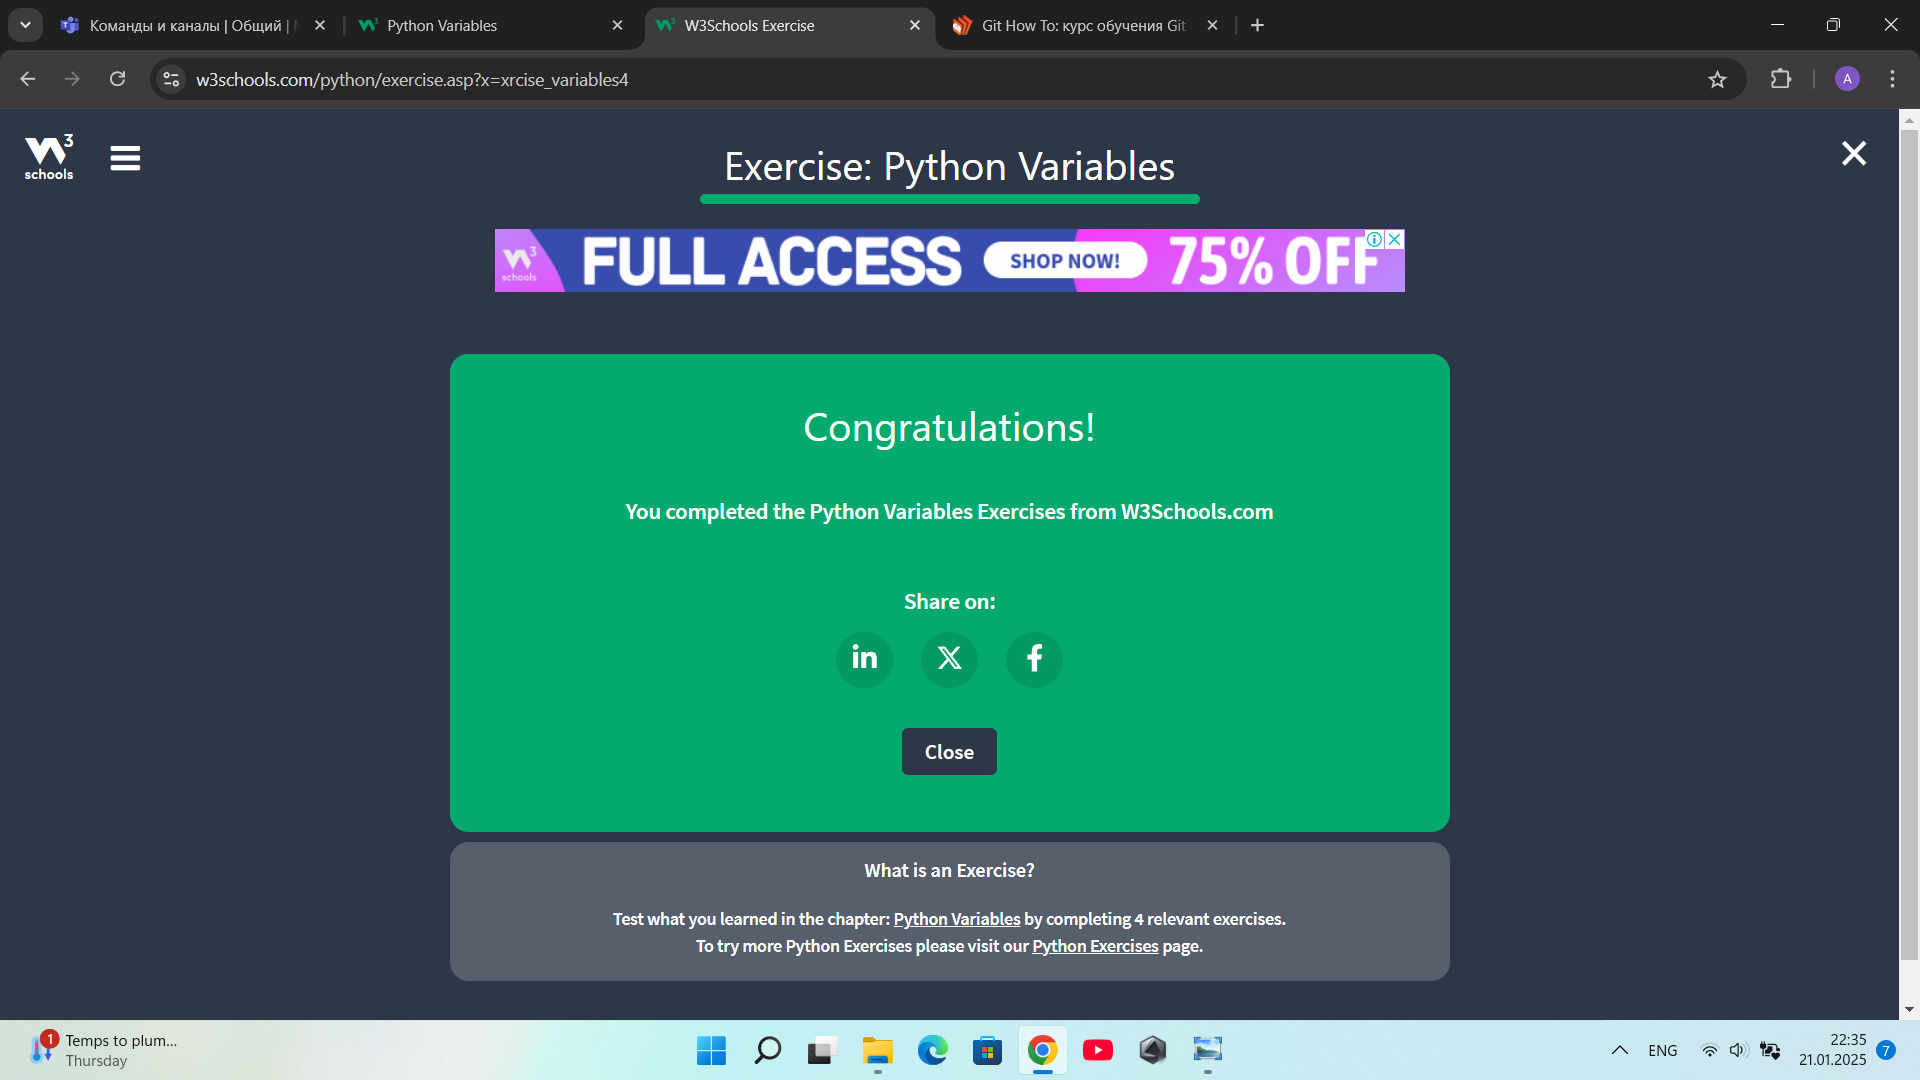 Команды и каналы | Общий |
Python Variables
W3Schools Exercise
Git How To: курс обучения Git
w3schools.com/python/exercise.asp?x=xrcise_variables4
A
W3
schools
Exercise: Python Variables
W3
schools
FULL ACCESS
SHOP NOW!
75% OFF
Congratulations!
You completed the Python Variables Exercises from W3Schools.com
Share on:
in
X
f
Close
What is an Exercise?
Test what you learned in the chapter: Python Variables by completing 4 relevant exercises.
To try more Python Exercises please visit our Python Exercises page.
1
Temps to plum...
Thursday
ENG
22:35
21.01.2025
7